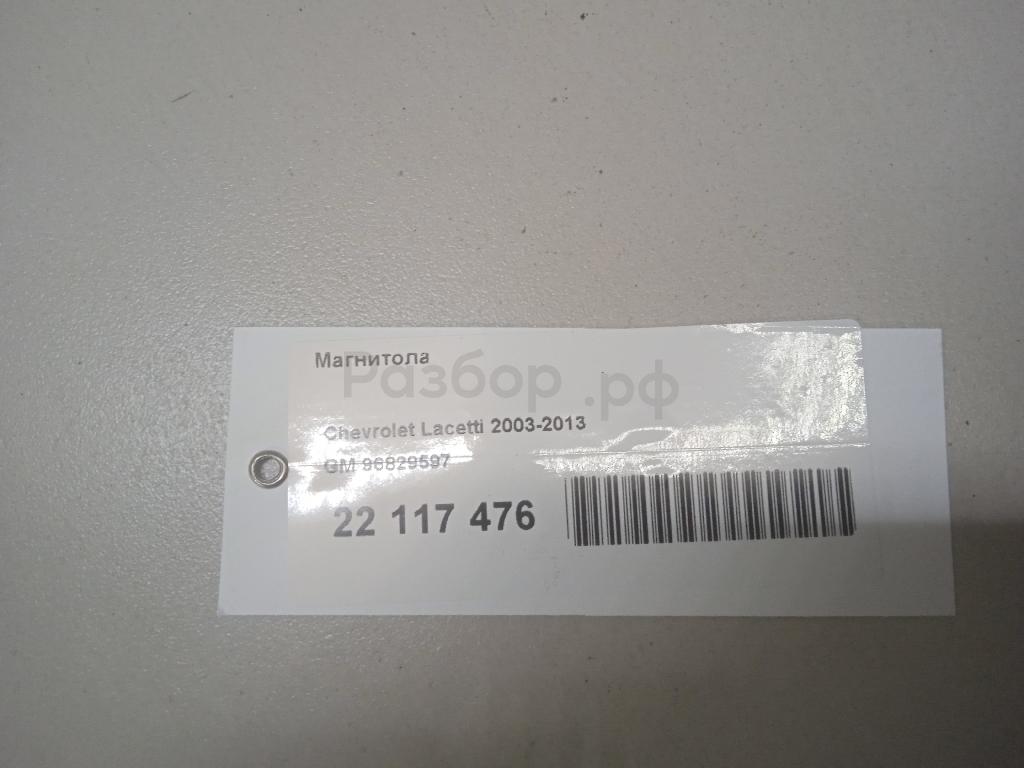 Магнитола
Разбор.рф
Chevrolet Lacetti 2003-2013
GM 96829597
22 117 476